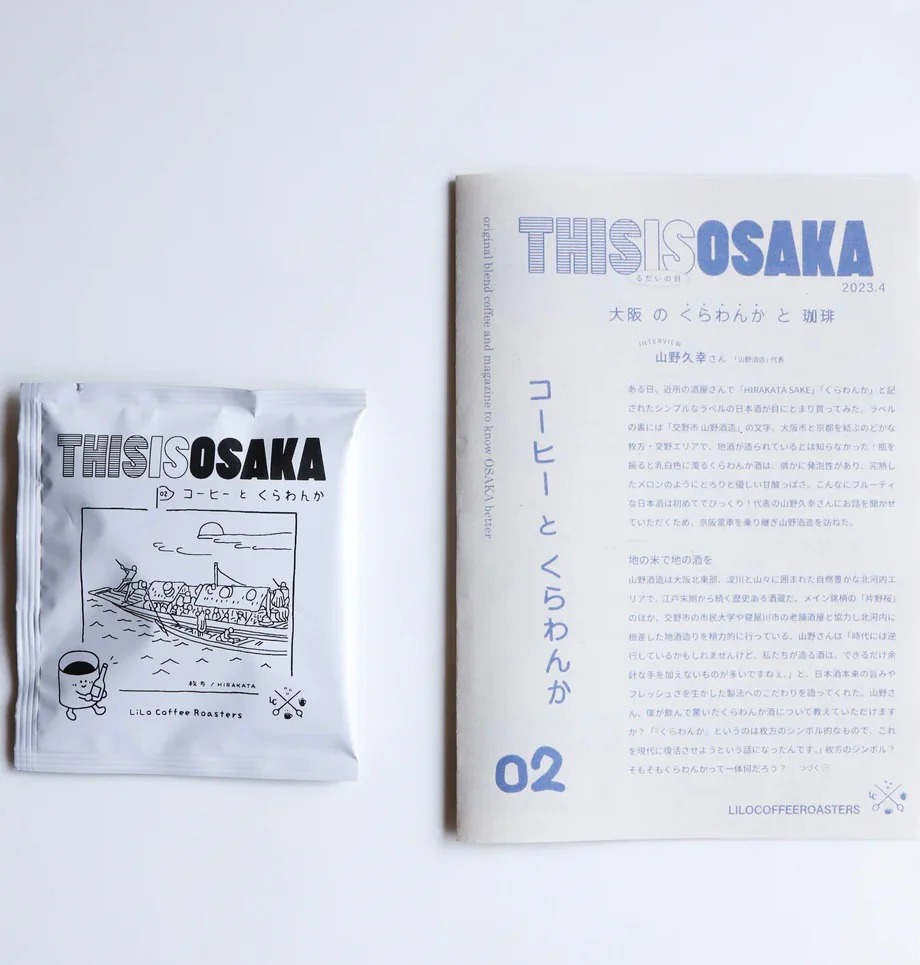 THISISOSAKA
02
コーヒー と くらわんか
枚方 / HIRAKATA
LiLo Coffee Roasters
LC
original blend coffee and magazine to know OSAKA better
THISISOSAKA
2023.4
大阪 の くらわんか と 珈琲
INTERVIEW
山野久幸さん 「山野酒造」代表
コーヒー と くらわんか
02
ある日、近所の酒屋さんで「HIRAKATA SAKE」「くらわんか」と記
されたシンプルなラベルの日本酒が目にとまり買ってみた。ラベル
の裏には「交野市 山野酒造」の文字。大阪市と京都を結ぶのどかな
枚方・交野エリアで、地酒が造られているとは知らなかった！瓶を
振ると乳白色に濁るくらわんか酒は、微かに発泡性があり、完熟し
たメロンのようにとろりと優しい甘酸っぱさ。こんなにフルーティ
な日本酒は初めてでびっくり！代表の山野久幸さんにお話を聞かせ
ていただくため、京阪電車を乗り継ぎ山野酒造を訪ねた。
地の米で地の酒を
山野酒造は大阪北東部、淀川と山々に囲まれた自然豊かな北河内エ
リアで、江戸末期から続く歴史ある酒蔵だ。メイン銘柄の「片野桜」
のほか、交野市の市民大学や寝屋川市の老舗酒屋と協力し北河内に
根差した地酒造りを精力的に行っている。山野さんは「時代には逆
行しているかもしれませんけど、私たちが造る酒は、できるだけ余
計な手を加えないものが多いですねぇ。」と、日本酒本来の旨みや
フレッシュさを生かした製法へのこだわりを語ってくれた。山野さ
ん、僕が飲んで驚いたくらわんか酒について教えていただけます
か？「『くらわんか』というのは枚方のシンボル的なもので、これ
を現代に復活させようという話になったんです。」枚方のシンボル？
そもそもくらわんかって一体何だろう？ つづく
LILOCOFFEEROASTERS
LC